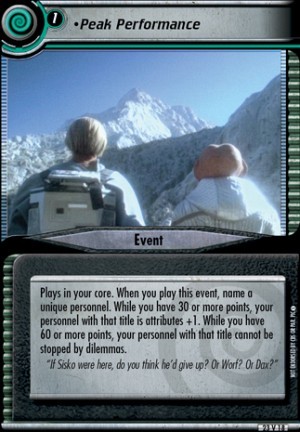 1
•Peak Performance
Event
Plays in your core. When you play this event, name a
unique personnel. While you have 30 or more points, your
personnel with that title is attributes +1. While you have
60 or more points, your personnel with that title cannot be
stopped by dilemmas.
"If Sisko were here, do you think he'd give up? Or Worf? Or Dax?"
23 V 18